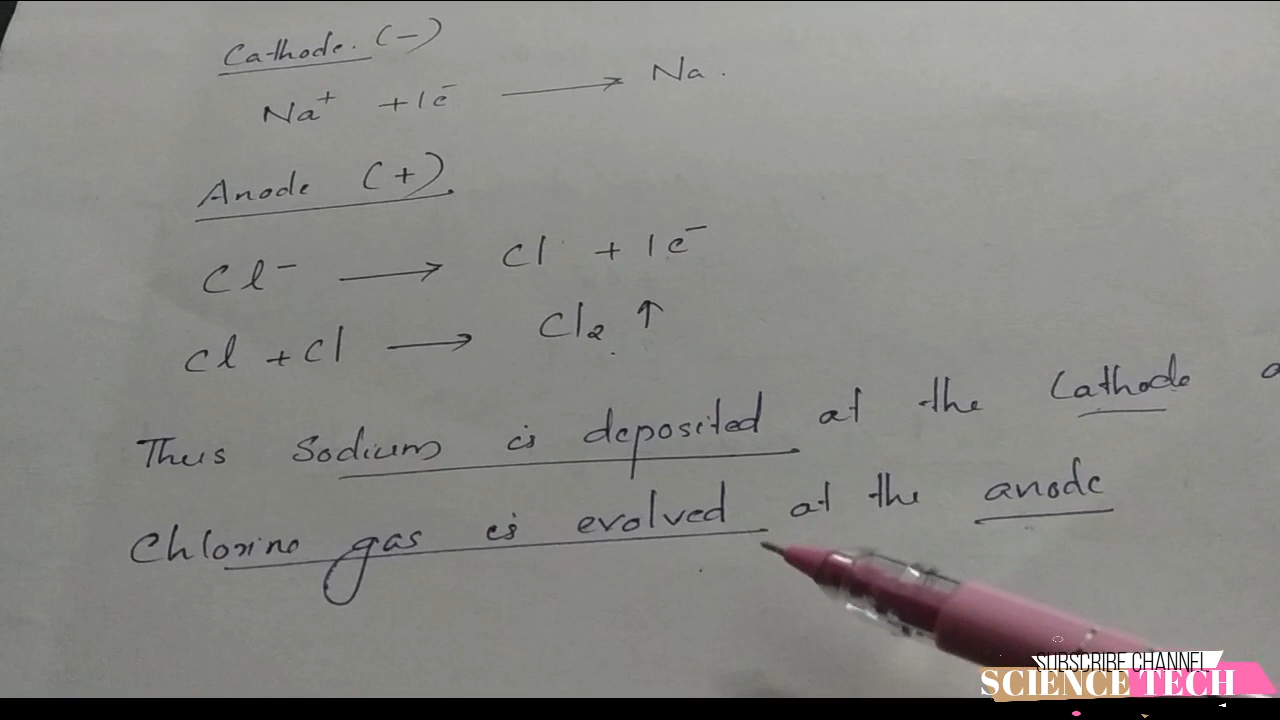 Cathode. (-)
Na⁺ +1e⁻ → Na.
Anode (+).
Cl⁻ → Cl + 1e⁻
Cl + Cl → Cl₂ ↑
Thus Sodium is deposited at the Cathode
Chlorine gas is evolved at the anode
SUBSCRIBE CHANNEL
SCIENCE TECH